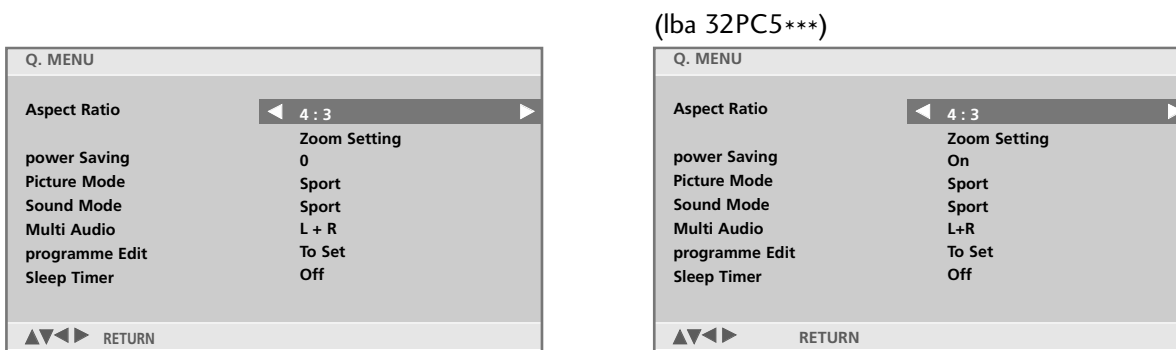 Q. MENU
Aspect Ratio ◀ 4 : 3 ▶
Zoom Setting
power Saving 0
Picture Mode Sport
Sound Mode Sport
Multi Audio L + R
programme Edit To Set
Sleep Timer Off
▲▼◀ ▶ RETURN
(lba 32PC5***)
Q. MENU
Aspect Ratio ◀ 4 : 3 ▶
Zoom Setting
power Saving On
Picture Mode Sport
Sound Mode Sport
Multi Audio L+R
programme Edit To Set
Sleep Timer Off
▲▼◀ ▶ RETURN